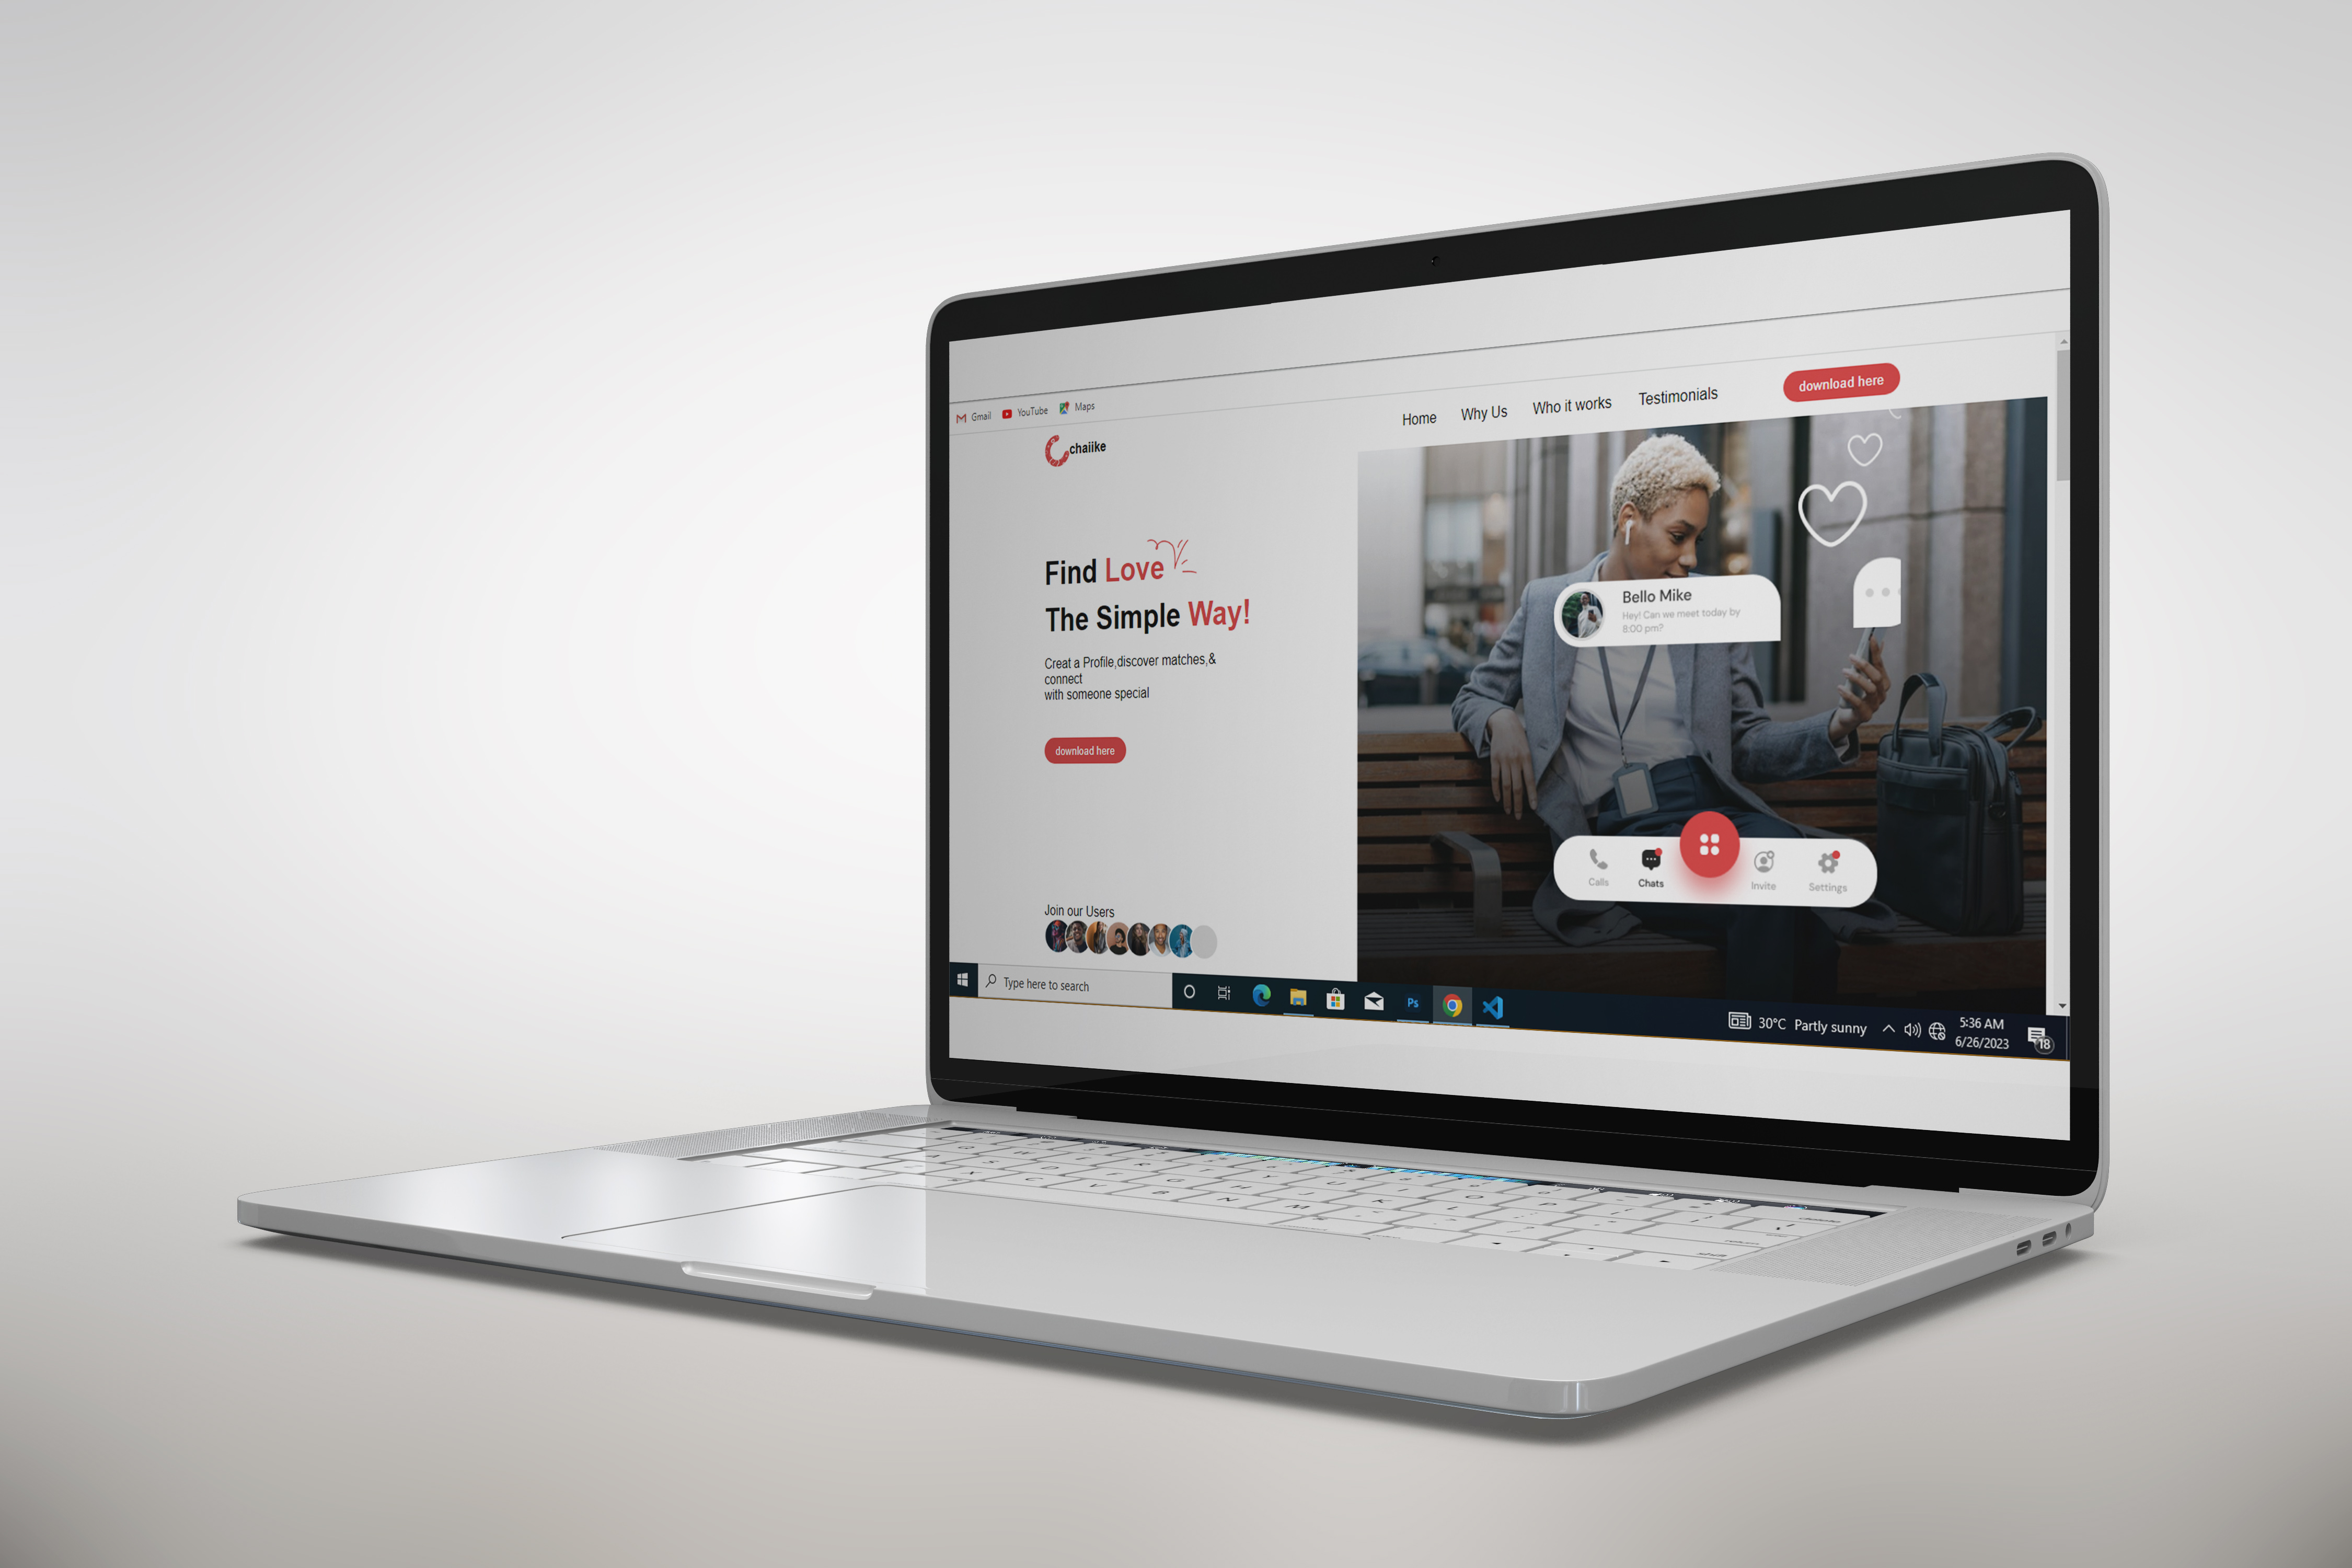 Gmail YouTube Maps
chaiike
Home Why Us Who it works Testimonials download here
Find Love
The Simple Way!
Creat a Profile,discover matches,&
connect
with someone special
download here
Join our Users
Bello Mike
Hey! Can we meet today by
8:00 pm?
Calls Chats Invite Settings
Type here to search
Ps
30°C Partly sunny
5:36 AM
6/26/2023
18